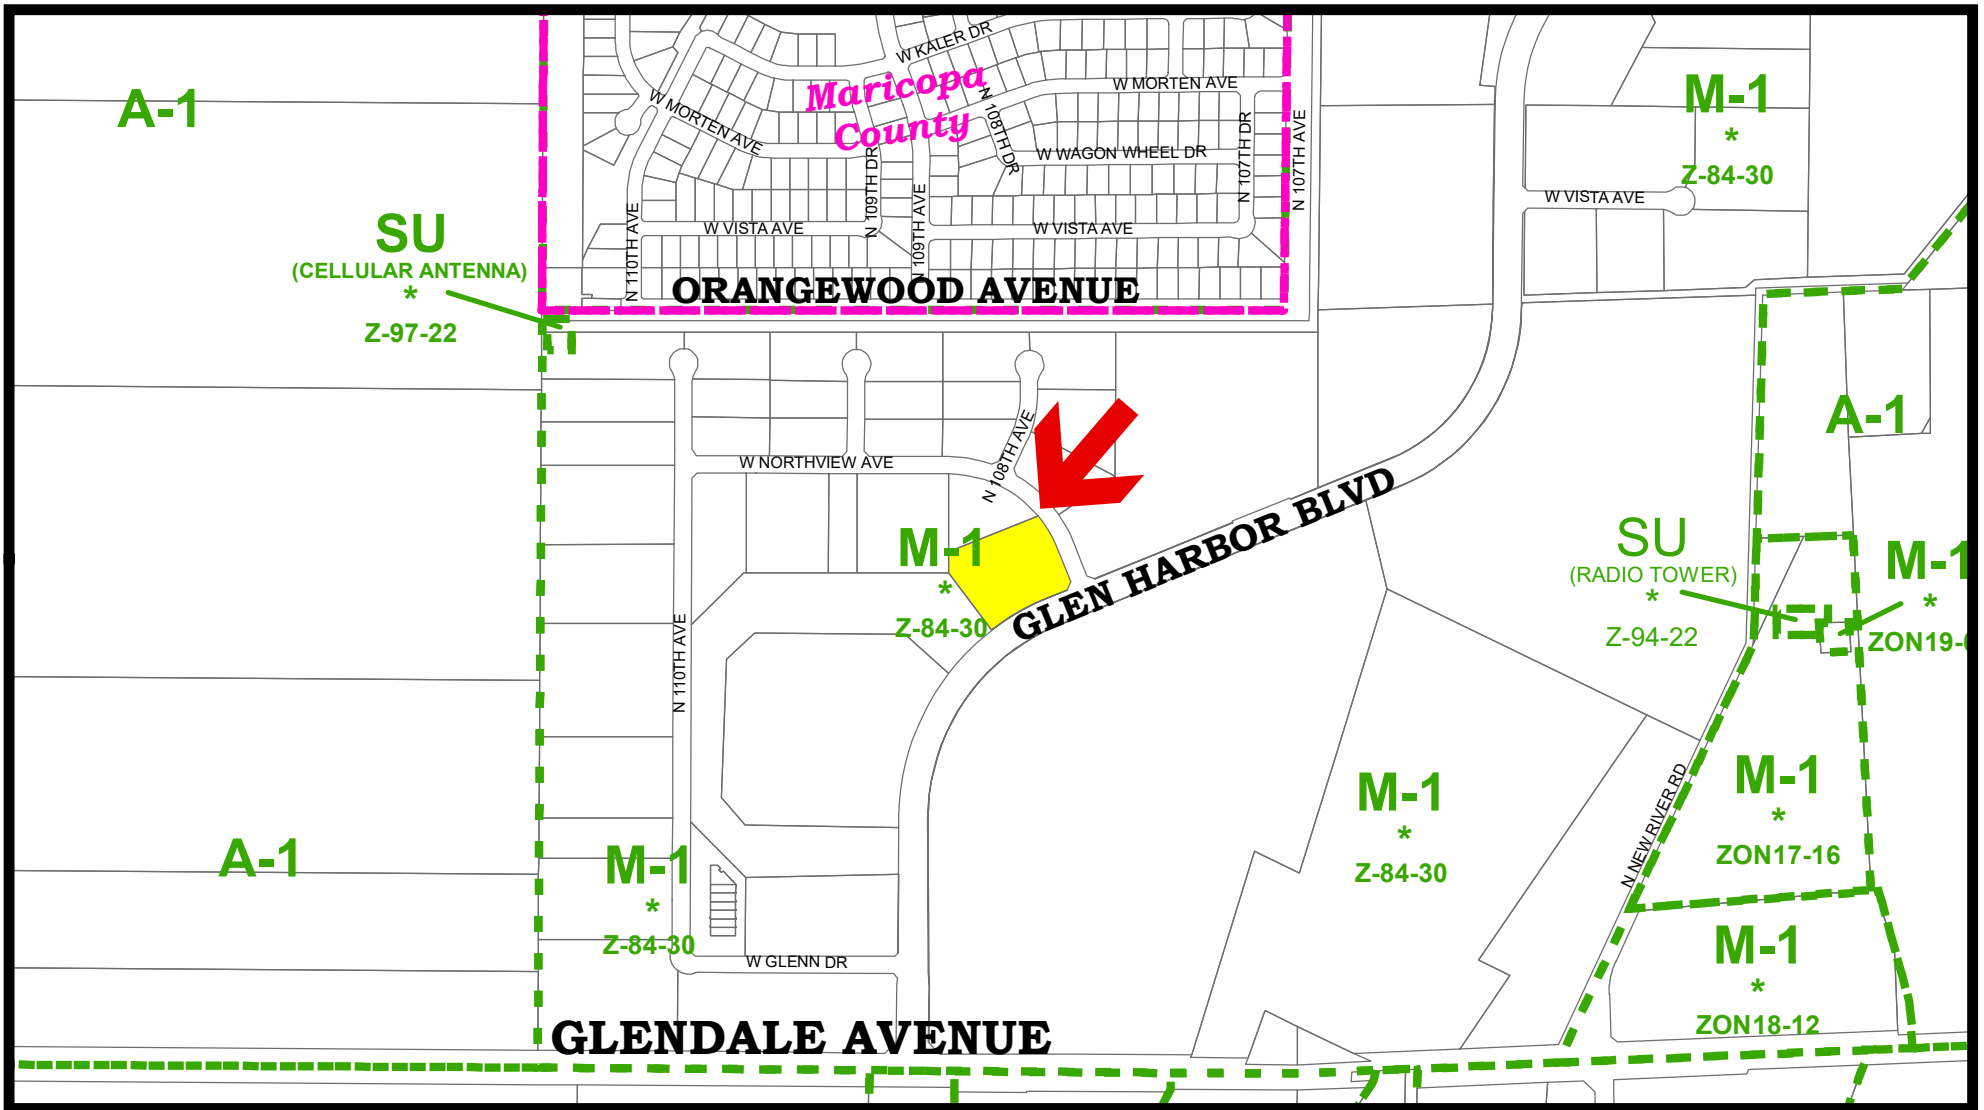 W KALER DR
Maricopa
County
W MORTEN AVE
W MORTEN AVE
N 108TH DR
W WAGON WHEEL DR
N 109TH DR
N 107TH DR
N 107TH AVE
N 110TH AVE
N 109TH AVE
W VISTA AVE
W VISTA AVE
ORANGEWOOD AVENUE
A-1
SU
(CELLULAR ANTENNA)
*
Z-97-22
M-1
*
Z-84-30
W VISTA AVE
A-1
N 108TH AVE
W NORTHVIEW AVE
GLEN HARBOR BLVD
M-1
*
Z-84-30
SU
(RADIO TOWER)
*
Z-94-22
M-1
*
ZON19-
N 110TH AVE
M-1
*
Z-84-30
N NEW RIVER RD
M-1
*
ZON17-16
A-1
M-1
*
Z-84-30
M-1
*
ZON18-12
W GLENN DR
GLENDALE AVENUE